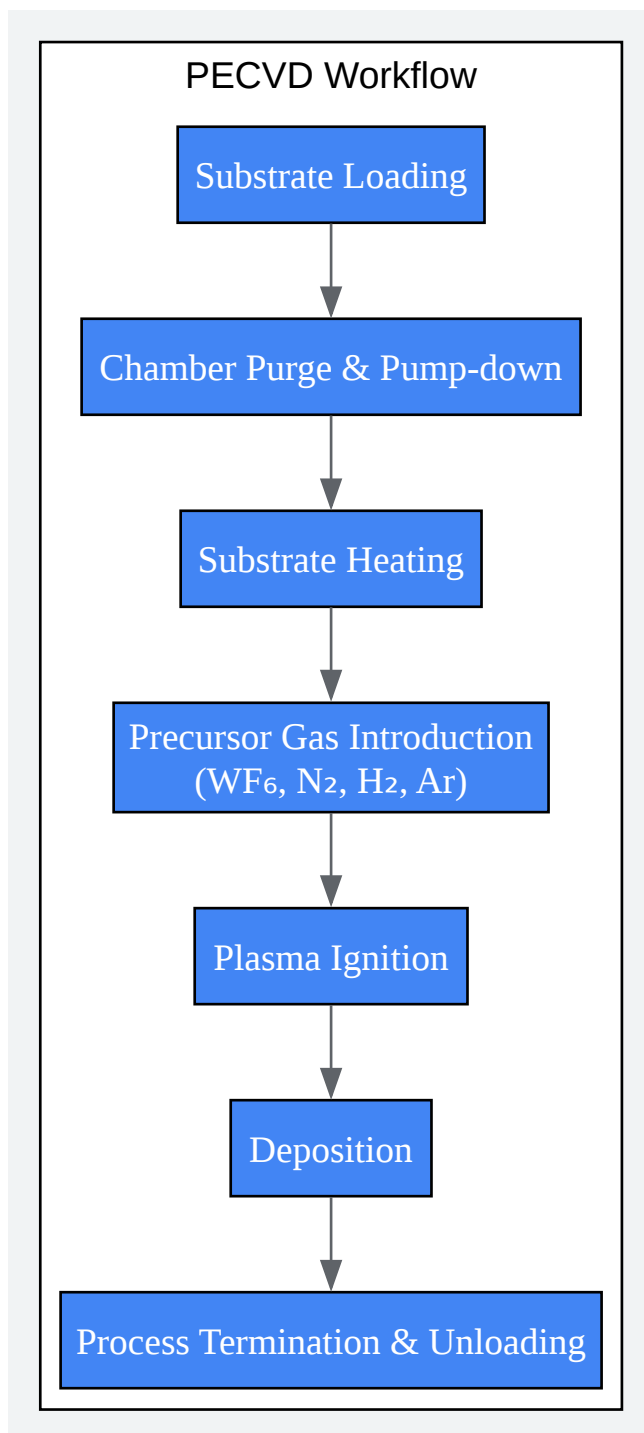 PECVD Workflow
Substrate Loading
Chamber Purge & Pump-down
Substrate Heating
Precursor Gas Introduction
(WF₆, N₂, H₂, Ar)
Plasma Ignition
Deposition
Process Termination & Unloading